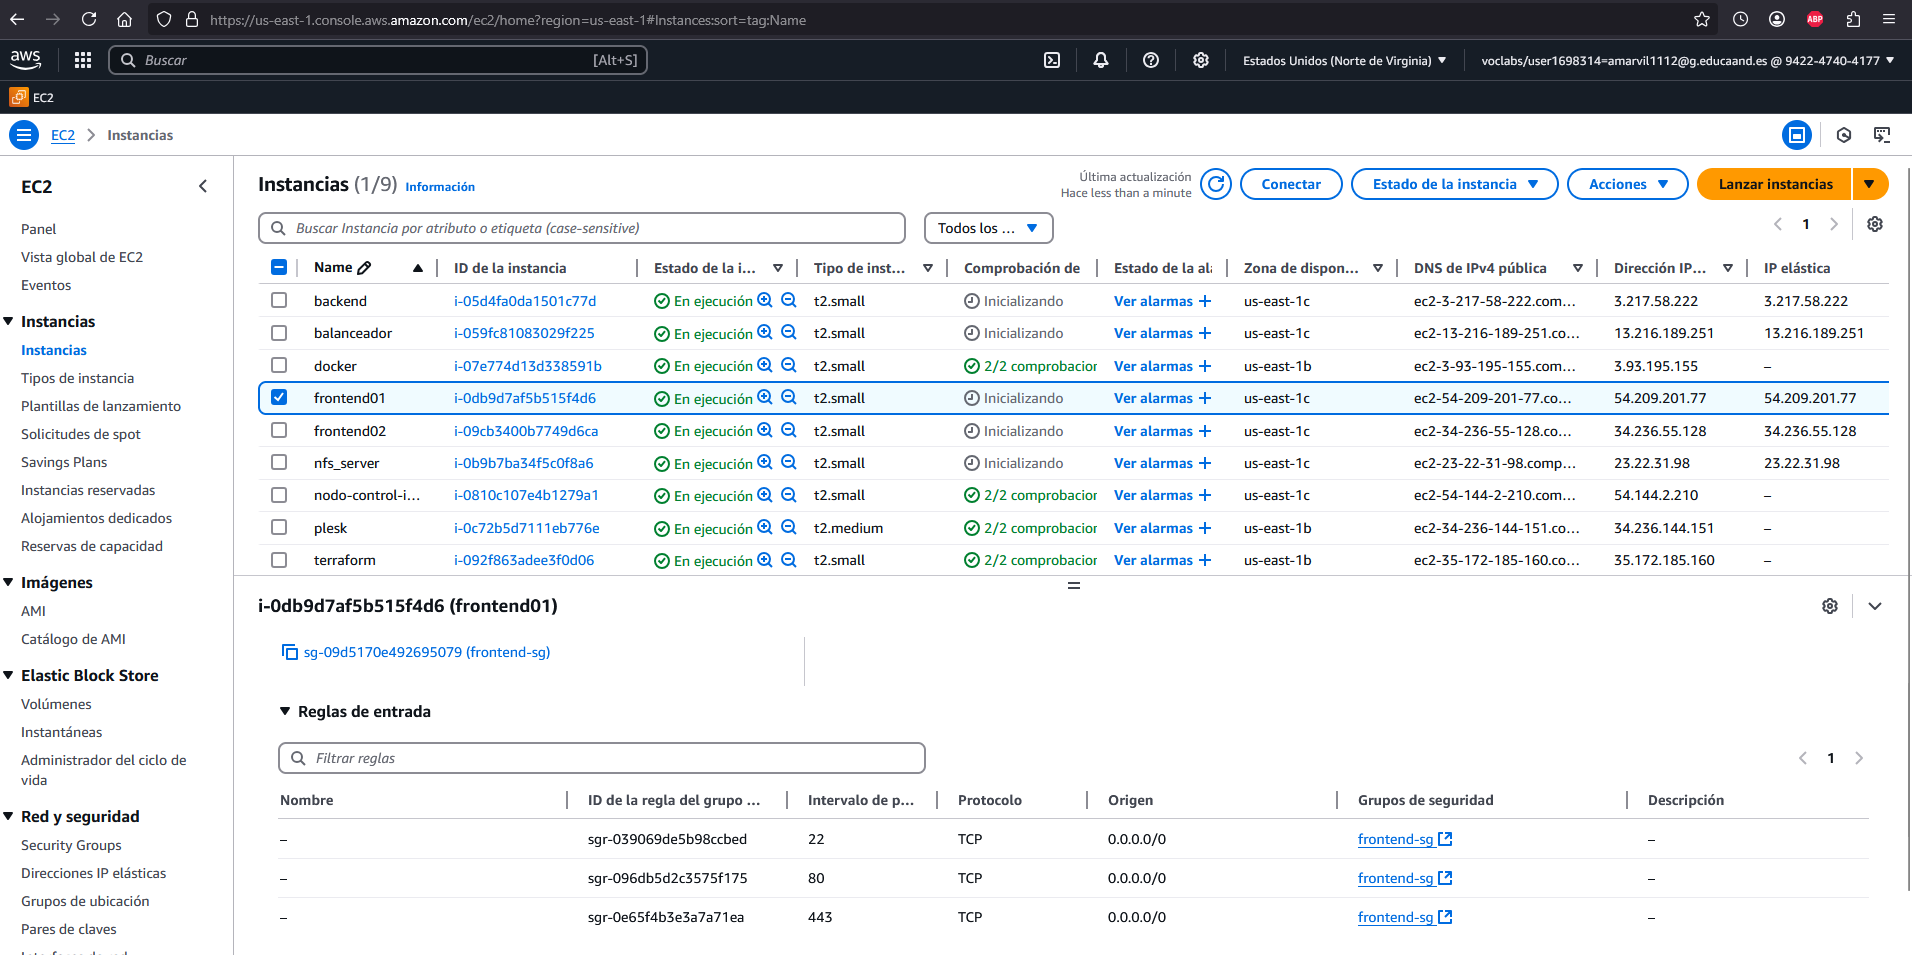 https://us-east-1.console.aws.amazon.com/ec2/home?region=us-east-1#Instances:sort=tag:Name
ABP
aws
Buscar
[Alt+S]
Estados Unidos (Norte de Virginia)
voclabs/user1698314=amarvil1112@g.educaand.es @ 9422-4740-4177
EC2
EC2
Instancias
EC2
Panel
Vista global de EC2
Eventos
Instancias
Instancias
Tipos de instancia
Plantillas de lanzamiento
Solicitudes de spot
Savings Plans
Instancias reservadas
Alojamientos dedicados
Reservas de capacidad
Imágenes
AMI
Catálogo de AMI
Elastic Block Store
Volúmenes
Instantáneas
Administrador del ciclo de
vida
Red y seguridad
Security Groups
Direcciones IP elásticas
Grupos de ubicación
Pares de claves
Instancias (1/9) Información
Última actualización
Hace less than a minute
Conectar
Estado de la instancia
Acciones
Lanzar instancias
Buscar Instancia por atributo o etiqueta (case-sensitive)
Todos los ...
1
Name ID de la instancia Estado de la i... Tipo de inst... Comprobación de Estado de la al Zona de dispon... DNS de IPv4 pública Dirección IP... IP elástica
backend i-05d4fa0da1501c77d En ejecución t2.small Inicializando Ver alarmas + us-east-1c ec2-3-217-58-222.com... 3.217.58.222 3.217.58.222
balanceador i-059fc81083029f225 En ejecución t2.small Inicializando Ver alarmas + us-east-1c ec2-13-216-189-251.co... 13.216.189.251 13.216.189.251
docker i-07e774d13d338591b En ejecución t2.small 2/2 comprobacior Ver alarmas + us-east-1b ec2-3-93-195-155.com... 3.93.195.155 –
frontend01 i-0db9d7af5b515f4d6 En ejecución t2.small Inicializando Ver alarmas + us-east-1c ec2-54-209-201-77.co... 54.209.201.77 54.209.201.77
frontend02 i-09cb3400b7749d6ca En ejecución t2.small Inicializando Ver alarmas + us-east-1c ec2-34-236-55-128.co... 34.236.55.128 34.236.55.128
nfs_server i-0b9b7ba34f5c0f8a6 En ejecución t2.small Inicializando Ver alarmas + us-east-1c ec2-23-22-31-98.comp... 23.22.31.98 23.22.31.98
nodo-control-i... i-0810c107e4b1279a1 En ejecución t2.small 2/2 comprobacior Ver alarmas + us-east-1c ec2-54-144-2-210.com... 54.144.2.210 –
plesk i-0c72b5d7111eb776e En ejecución t2.medium 2/2 comprobacior Ver alarmas + us-east-1b ec2-34-236-144-151.co... 34.236.144.151 –
terraform i-092f863adee3f0d06 En ejecución t2.small 2/2 comprobacior Ver alarmas + us-east-1b ec2-35-172-185-160.co... 35.172.185.160 –
i-0db9d7af5b515f4d6 (frontend01)
sg-09d5170e492695079 (frontend-sg)
Reglas de entrada
Filtrar reglas
1
Nombre ID de la regla del grupo ... Intervalo de p... Protocolo Origen Grupos de seguridad Descripción
– sgr-039069de5b98ccbed 22 TCP 0.0.0.0/0 frontend-sg –
– sgr-096db5d2c3575f175 80 TCP 0.0.0.0/0 frontend-sg –
– sgr-0e65f4b3e3a7a71ea 443 TCP 0.0.0.0/0 frontend-sg –